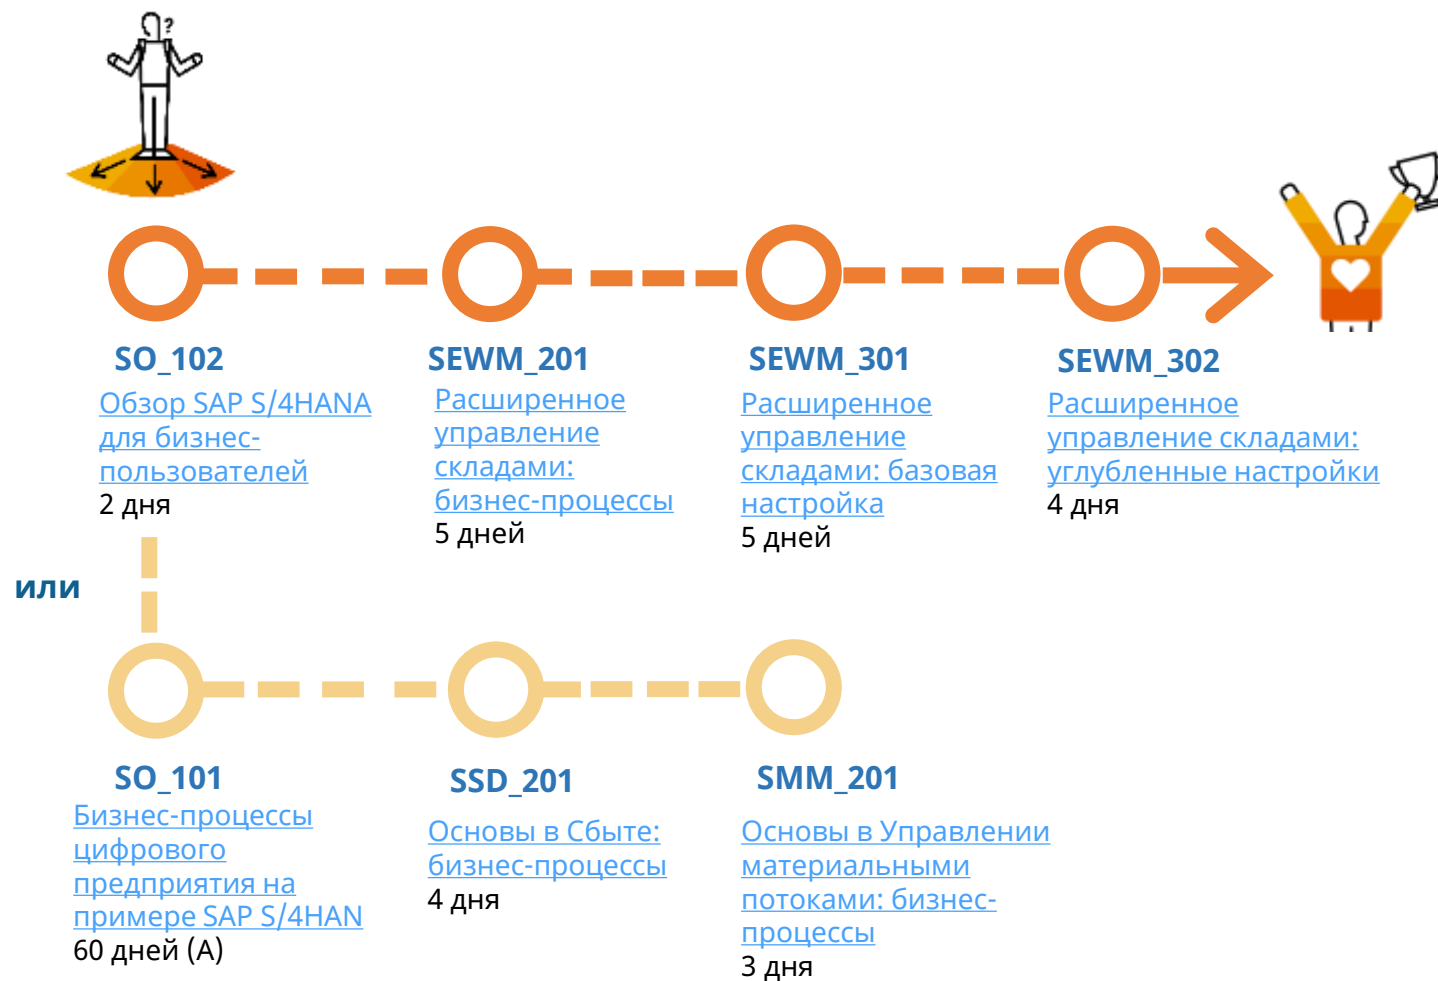 ?
SO_102
Обзор SAP S/4HANA
для бизнес-
пользователей
2 дня
SEWM_201
Расширенное
управление
складами:
бизнес-процессы
5 дней
SEWM_301
Расширенное
управление
складами: базовая
настройка
5 дней
SEWM_302
Расширенное
управление складами:
углубленные настройки
4 дня
или
SO_101
Бизнес-процессы
цифрового
предприятия на
примере SAP S/4HAN
60 дней (А)
SSD_201
Основы в Сбыте:
бизнес-процессы
4 дня
SMM_201
Основы в Управлении
материальными
потоками: бизнес-
процессы
3 дня